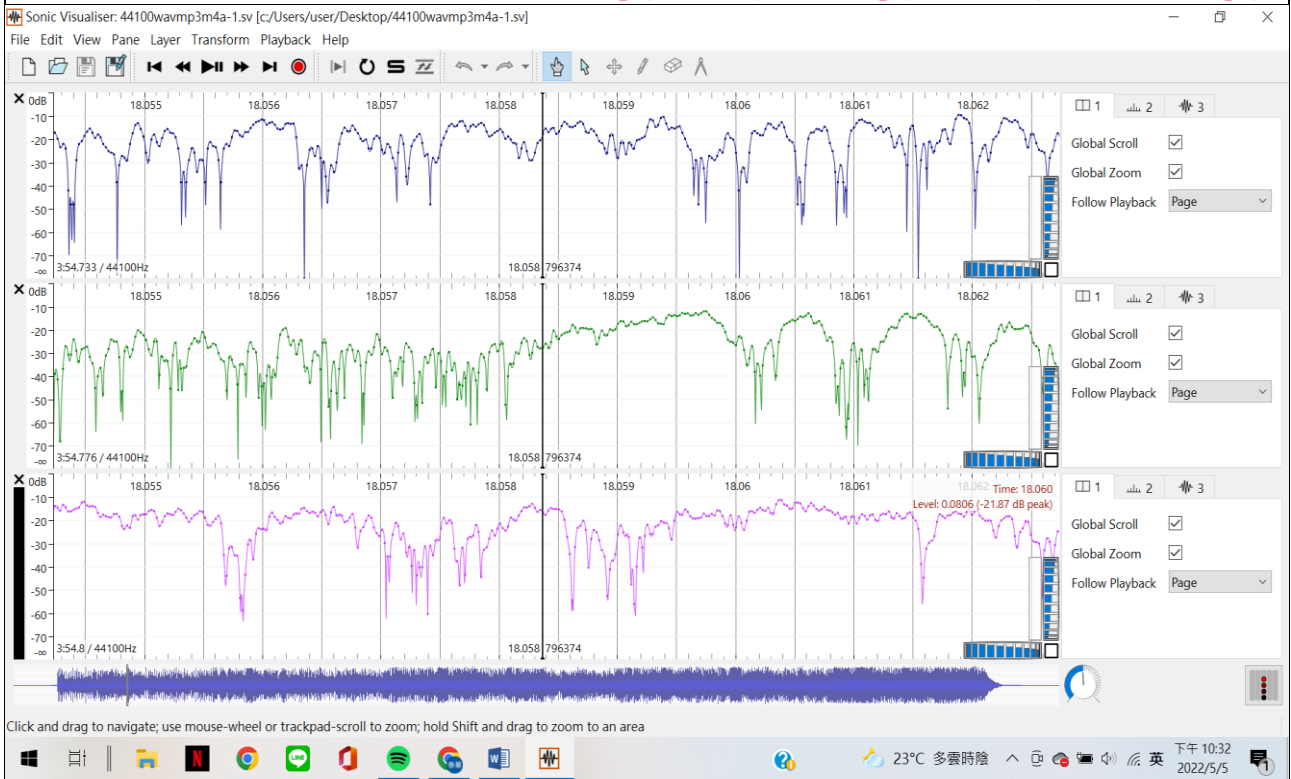 Sonic Visualiser: 44100wavmp3m4a-1.sv [c:/Users/user/Desktop/44100wavmp3m4a-1.sv]
File Edit View Pane Layer Transform Playback Help
0dB 18.055 18.056 18.057 18.058 18.059 18.06 18.061 18.062
-10
-20
-30
-40
-50
-60
-70
-∞
3:54.733 / 44100Hz 18.058 796374
1 2 3
Global Scroll
Global Zoom
Follow Playback Page
0dB 18.055 18.056 18.057 18.058 18.059 18.06 18.061 18.062
-10
-20
-30
-40
-50
-60
-70
-∞
3:54.776 / 44100Hz 18.058 796374
1 2 3
Global Scroll
Global Zoom
Follow Playback Page
0dB 18.055 18.056 18.057 18.058 18.059 18.06 18.061 18.062
Time: 18.060
Level: 0.0806 (-21.87 dB peak)
-10
-20
-30
-40
-50
-60
-70
-∞
3:54.8 / 44100Hz 18.058 796374
1 2 3
Global Scroll
Global Zoom
Follow Playback Page
Click and drag to navigate; use mouse-wheel or trackpad-scroll to zoom; hold Shift and drag to zoom to an area
N LINE W 23°C 多雲時陰 英 下午 10:32
2022/5/5 1